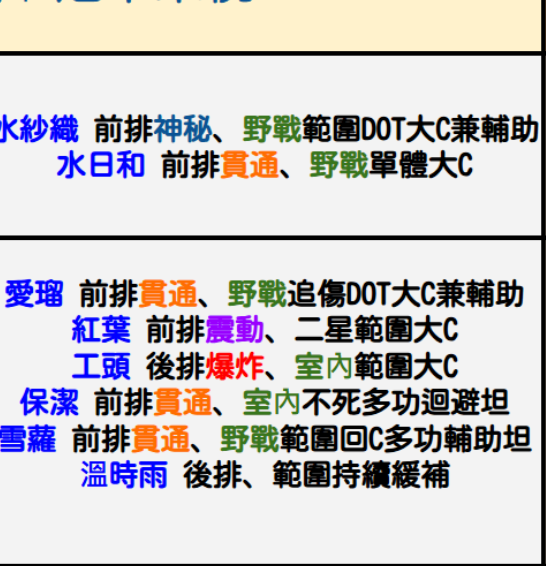 水紗織 前排神秘、野戰範圍DOT大C兼輔助
水日和 前排貫通、野戰單體大C
愛瑠 前排貫通、野戰追傷DOT大C兼輔助
紅葉 前排震動、二星範圍大C
工頭 後排爆炸、室內範圍大C
保潔 前排貫通、室內不死多功迴避坦
雪蘿 前排貫通、野戰範圍回C多功輔助坦
溫時雨 後排、範圍持續緩補